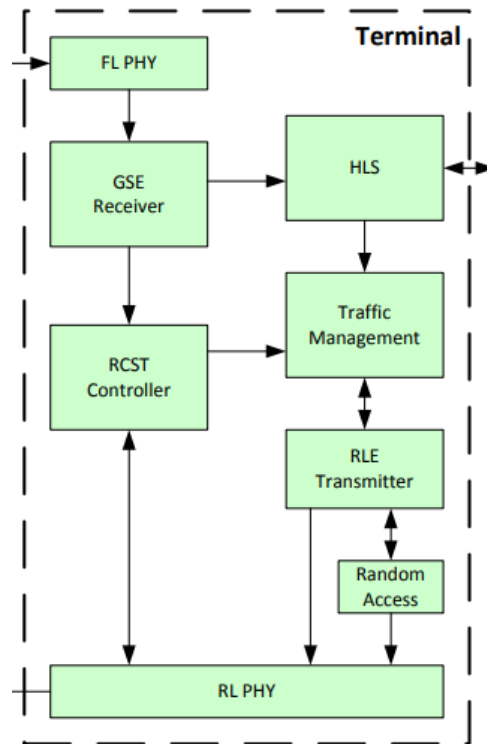 Terminal
FL PHY
GSE
Receiver
HLS
RCST
Controller
Traffic
Management
RLE
Transmitter
Random
Access
RL PHY